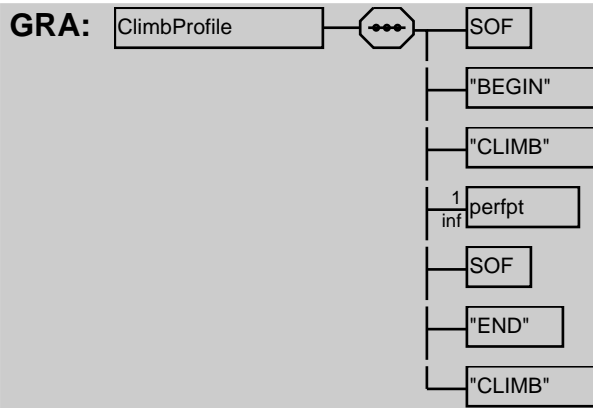 GRA: ClimbProfile SOF
"BEGIN"
"CLIMB"
1
inf perfpt
SOF
"END"
"CLIMB"